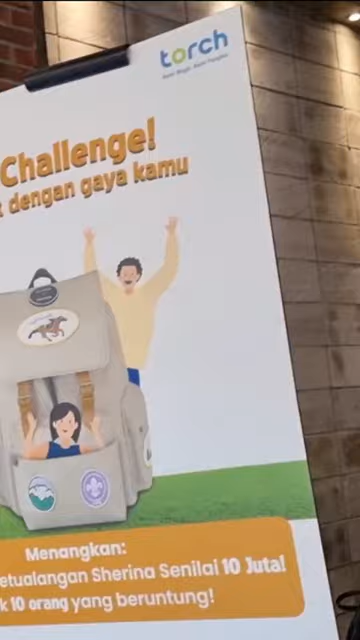 torch
Challenge!
dengan gaya kamu
Menangkan:
etualangan Sherina Senilai 10 Juta!
k 10 orang yang beruntung!